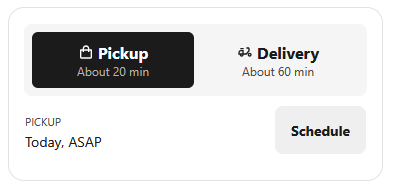 Pickup
About 20 min
Delivery
About 60 min
PICKUP
Today, ASAP
Schedule